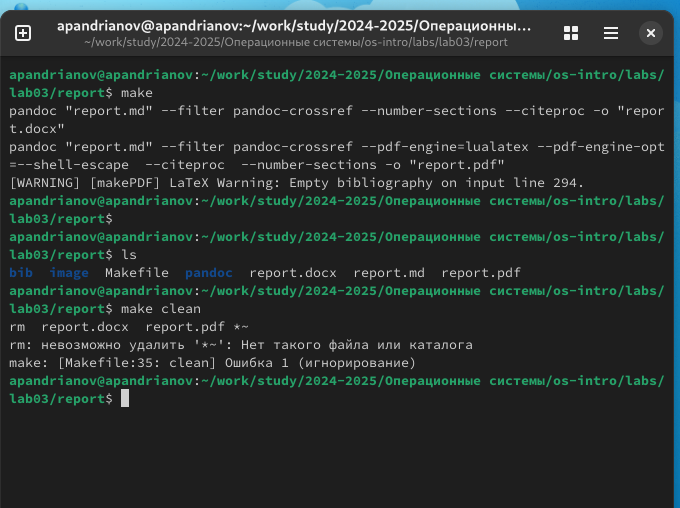 apandrianov@apandrianov:~/work/study/2024-2025/Операционны...
~/work/study/2024-2025/Операционные системы/os-intro/labs/lab03/report
apandrianov@apandrianov:~/work/study/2024-2025/Операционные системы/os-intro/labs/
lab03/report$ make
pandoc "report.md" --filter pandoc-crossref --number-sections --citeproc -o "repor
t.docx"
pandoc "report.md" --filter pandoc-crossref --pdf-engine=lualatex --pdf-engine-opt
=--shell-escape  --citeproc  --number-sections -o "report.pdf"
[WARNING] [makePDF] LaTeX Warning: Empty bibliography on input line 294.
apandrianov@apandrianov:~/work/study/2024-2025/Операционные системы/os-intro/labs/
lab03/report$
apandrianov@apandrianov:~/work/study/2024-2025/Операционные системы/os-intro/labs/
lab03/report$ ls
bib  image  Makefile  pandoc  report.docx  report.md  report.pdf
apandrianov@apandrianov:~/work/study/2024-2025/Операционные системы/os-intro/labs/
lab03/report$ make clean
rm  report.docx  report.pdf *~
rm: невозможно удалить '*~': Нет такого файла или каталога
make: [Makefile:35: clean] Ошибка 1 (игнорирование)
apandrianov@apandrianov:~/work/study/2024-2025/Операционные системы/os-intro/labs/
lab03/report$